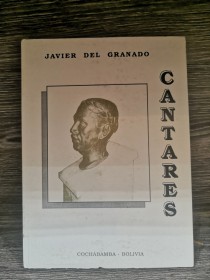 JAVIER DEL GRANADO
CANTARES
COCHABAMBA - BOLIVIA